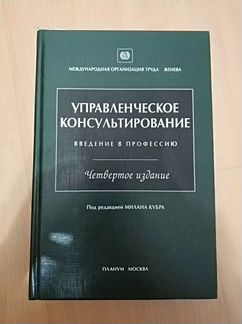 МЕЖДУНАРОДНАЯ ОРГАНИЗАЦИЯ ТРУДА ЖЕНЕВА
УПРАВЛЕНЧЕСКОЕ
КОНСУЛЬТИРОВАНИЕ
ВВЕДЕНИЕ В ПРОФЕССИЮ
Четвертое издание
Под редакцией МИЛАНА КУБРА
ПЛАНУМ МОСКВА